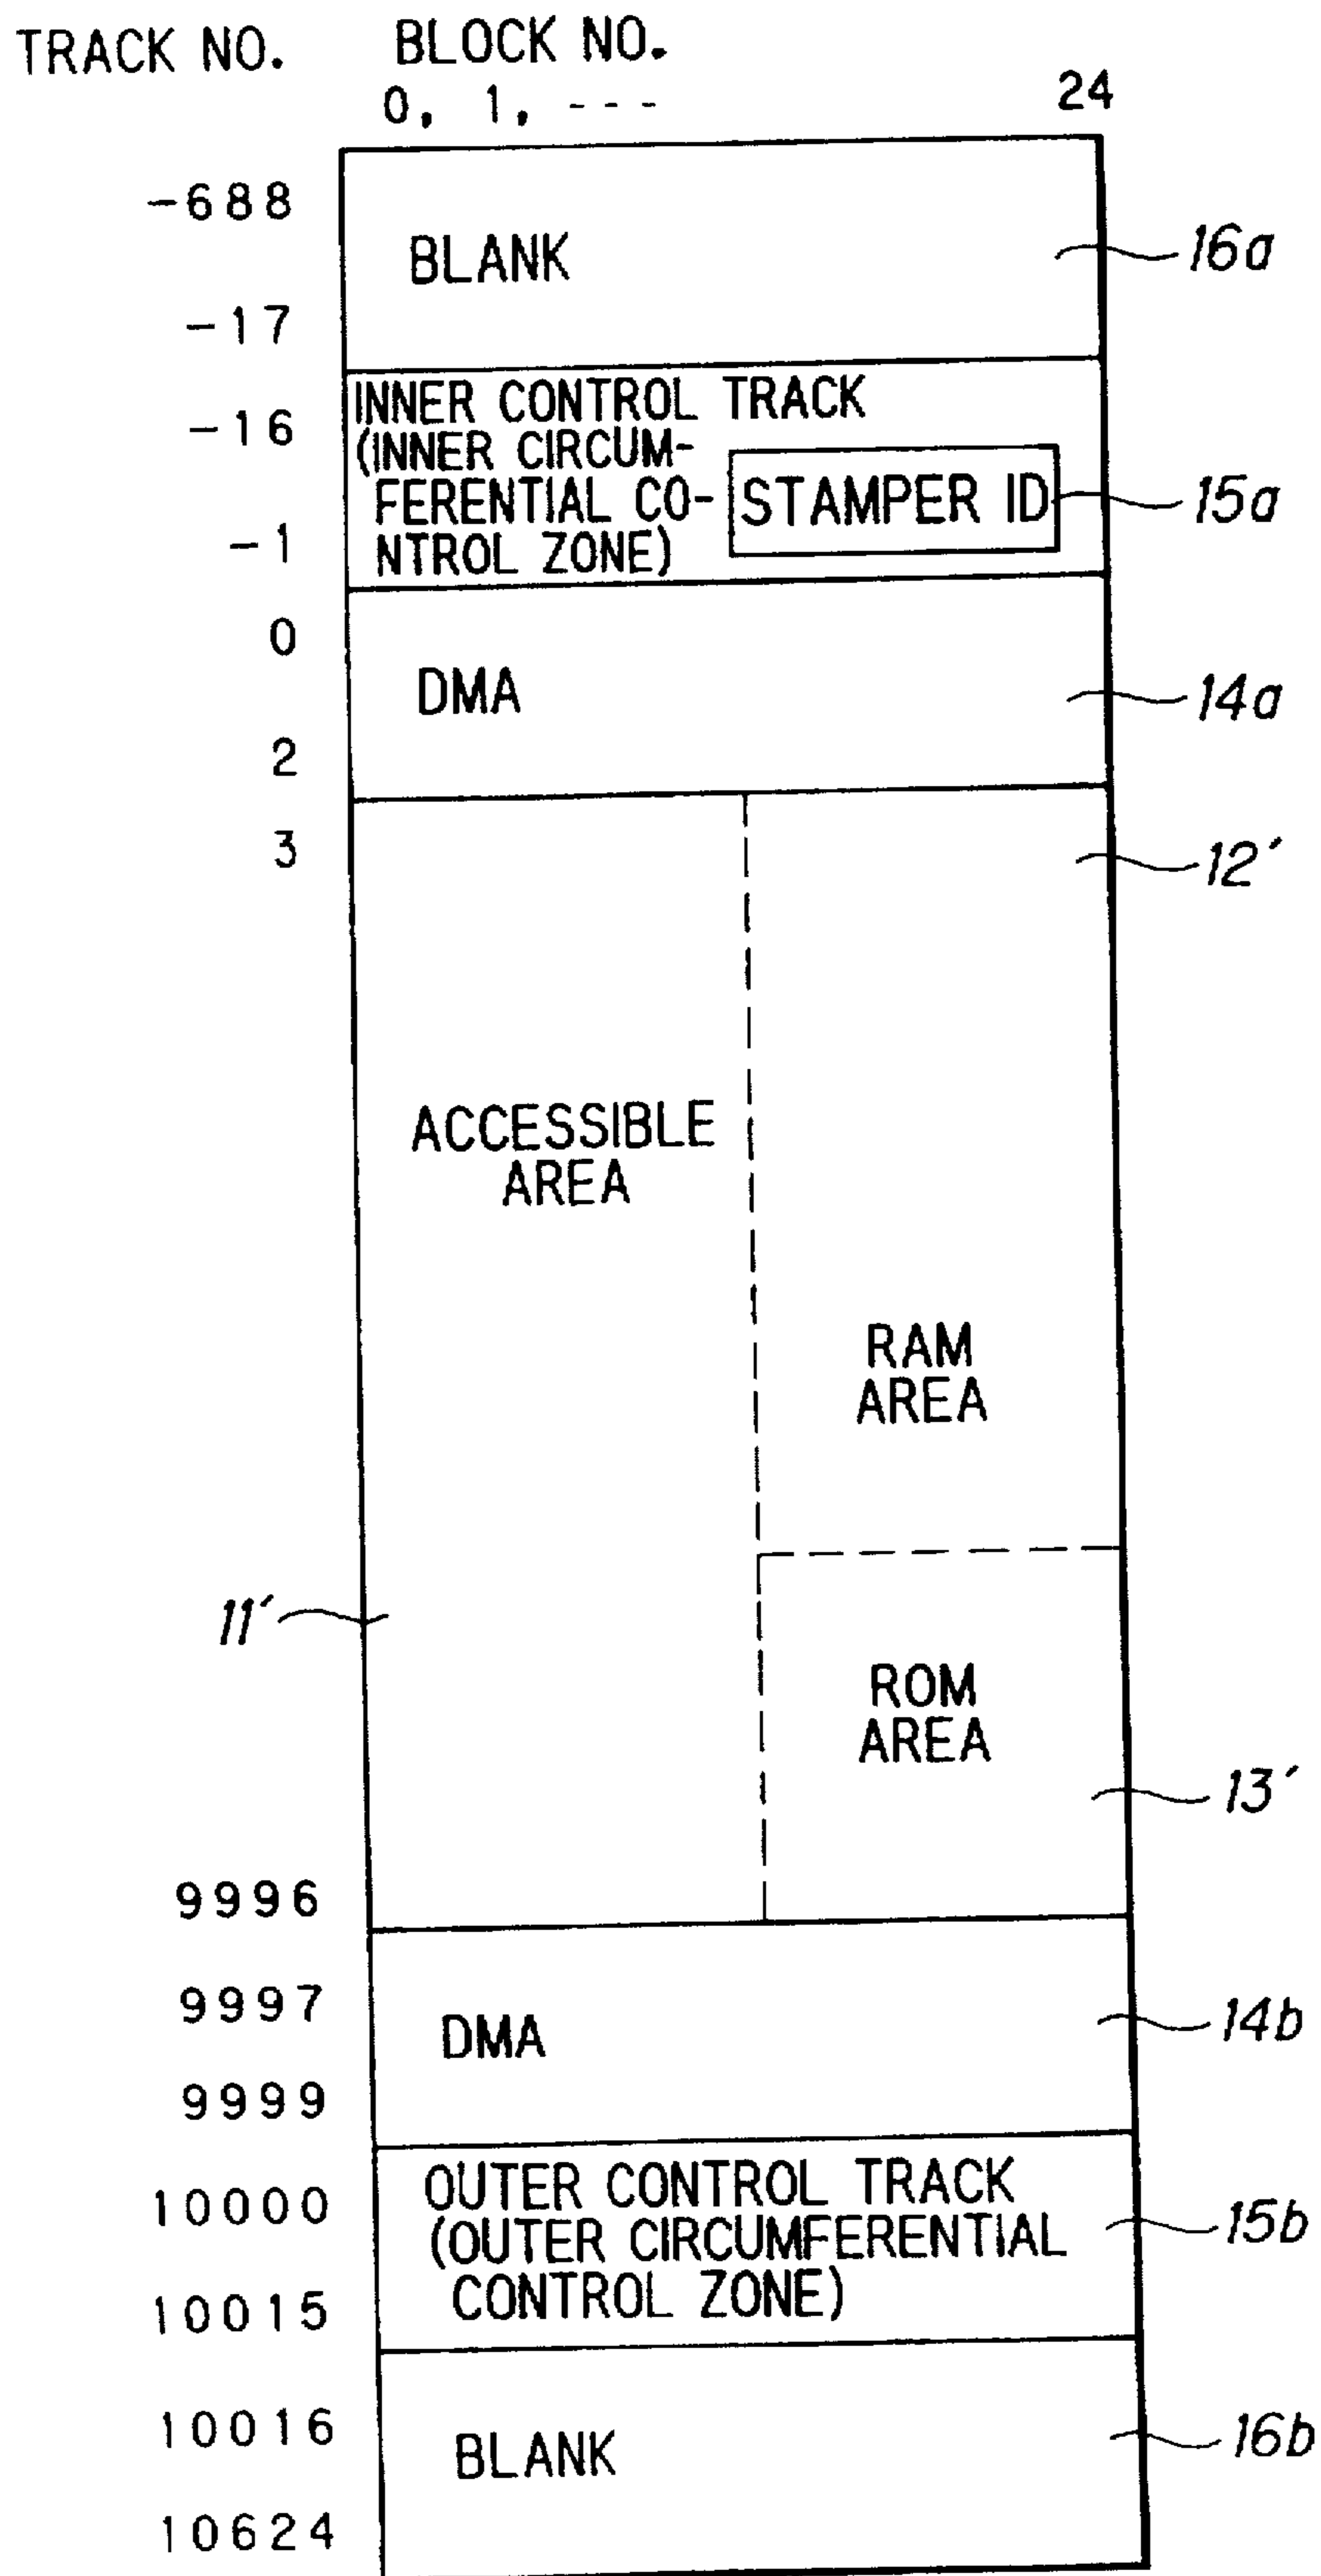 TRACK NO.
BLOCK NO.
0, 1, - - -
24
-688
BLANK
16a
-17
INNER CONTROL TRACK
-16
(INNER CIRCUM-
FERENTIAL CO-
STAMPER ID
15a
-1
NTROL ZONE)
0
DMA
14a
2
3
12'
ACCESSIBLE
AREA
RAM
AREA
11'
ROM
AREA
13'
9996
9997
DMA
14b
9999
OUTER CONTROL TRACK
10000
(OUTER CIRCUMFERENTIAL
15b
CONTROL ZONE)
10015
10016
BLANK
16b
10624